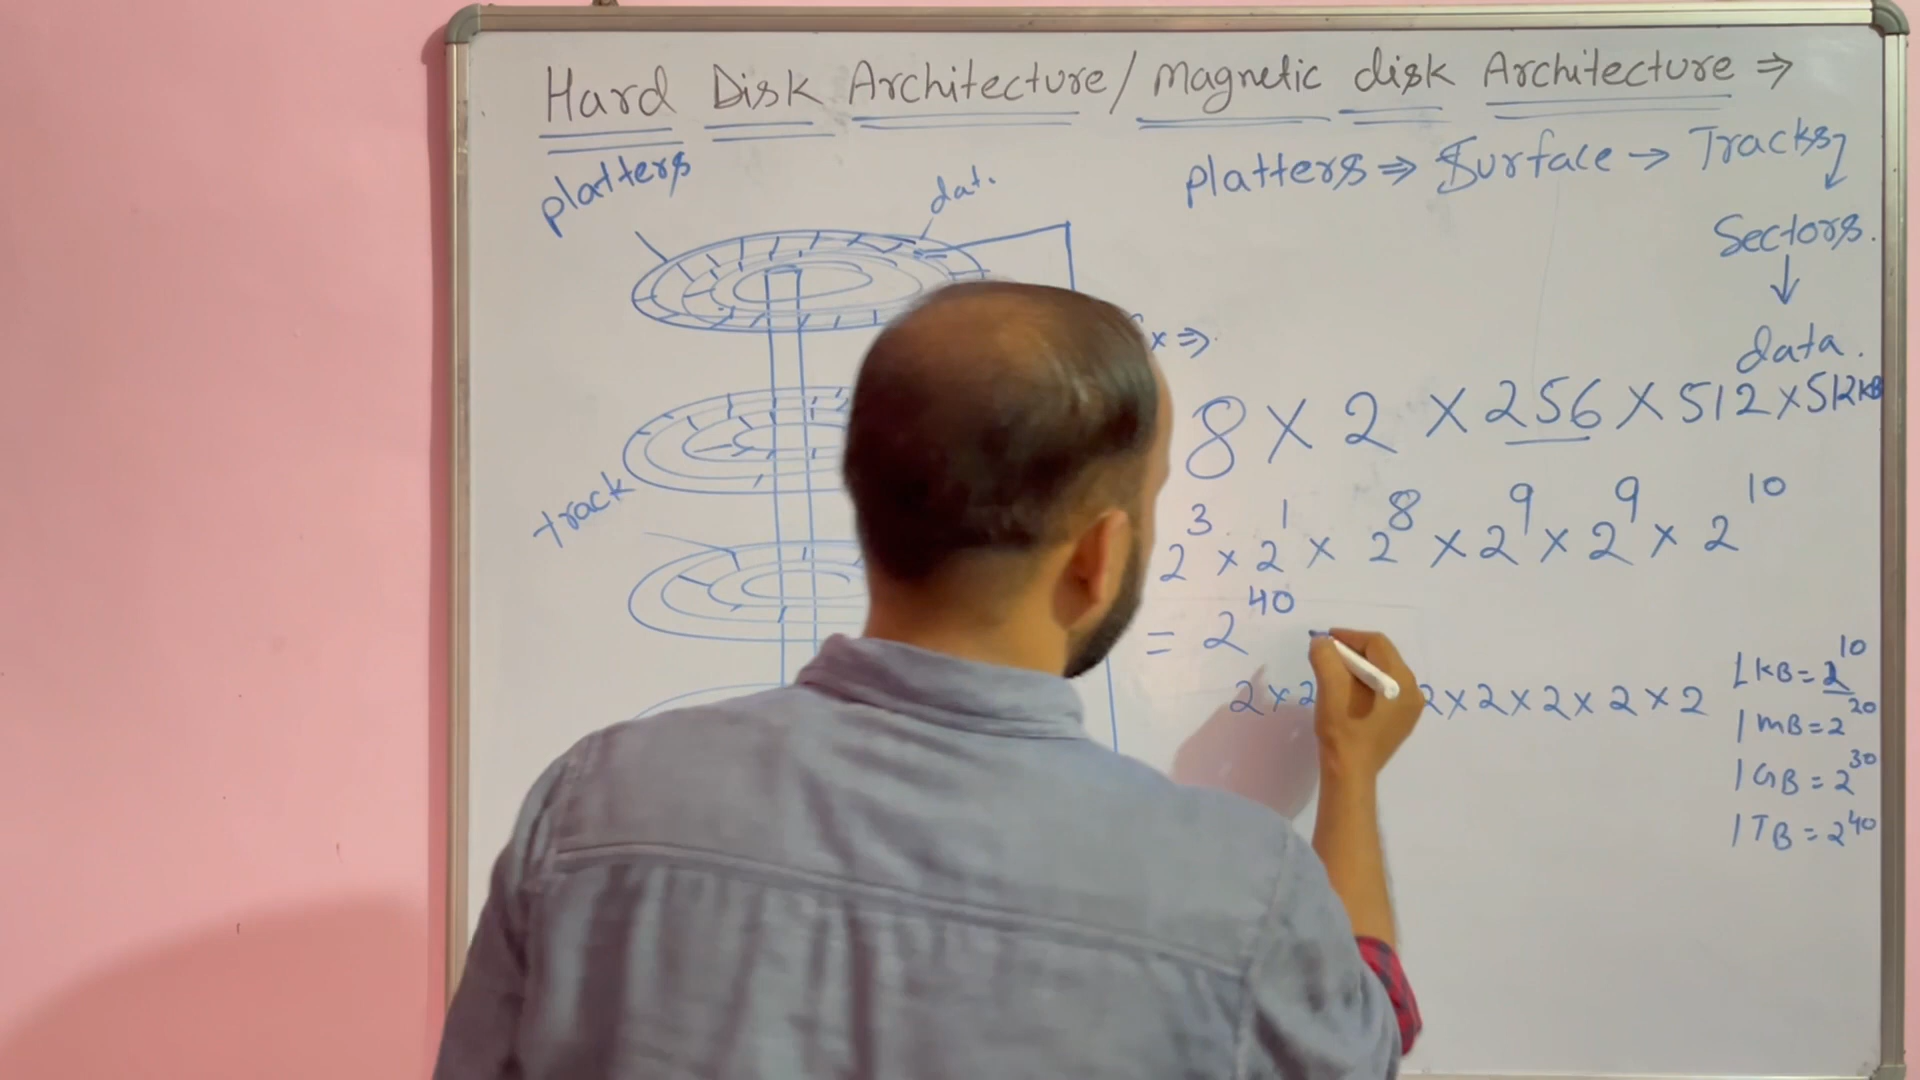 Hard Disk Architecture/Magnetic disk Architecture ⇒
platters
dat.
track
platters ⇒ Surface → Tracks
Sectors.
↓
data.
x ⇒
8 × 2 × 256 × 512 × 512KB
2³ × 2¹ × 2⁸ × 2⁹ × 2⁹ × 2¹⁰
= 2⁴⁰
2×2 2×2×2×2×2
1KB=2¹⁰
1MB=2²⁰
1GB=2³⁰
1TB=2⁴⁰